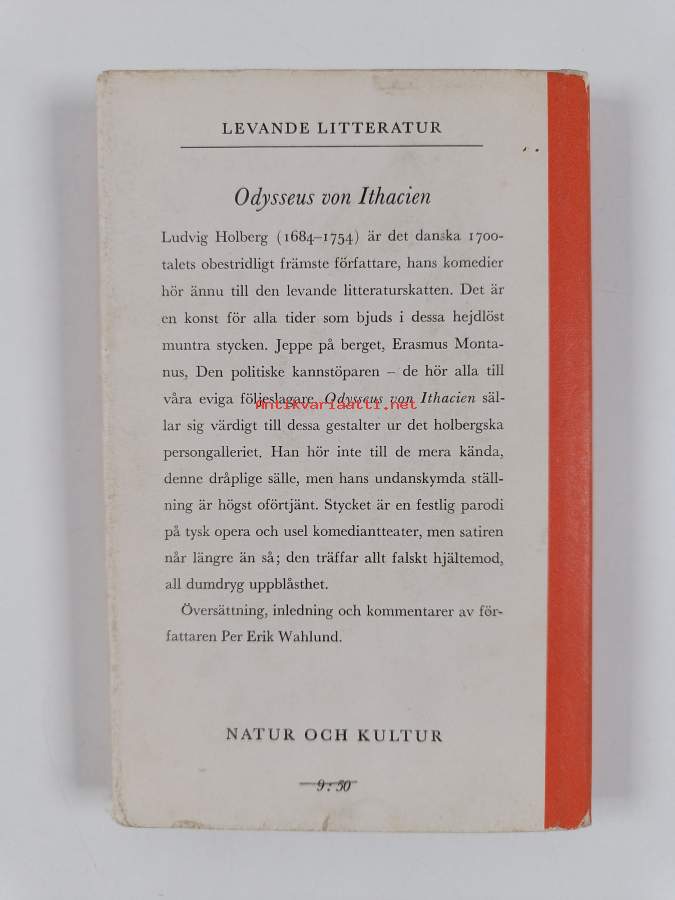 LEVANDE LITTERATUR
Odysseus von Ithacien
Ludvig Holberg (1684–1754) är det danska 1700-
talets obestridligt främste författare, hans komedier
hör ännu till den levande litteraturskatten. Det är
en konst för alla tider som bjuds i dessa hejdlöst
muntra stycken. Jeppe på berget, Erasmus Monta-
nus, Den politiske kannstöparen – de hör alla till
våra eviga följeslagare. Odysseus von Ithacien säl-
Antikvariaatti.net
lar sig värdigt till dessa gestalter ur det holbergska
persongalleriet. Han hör inte till de mera kända,
denne dråplige sälle, men hans undanskymda ställ-
ning är högst oförtjänt. Stycket är en festlig parodi
på tysk opera och usel komediantteater, men satiren
når längre än så; den träffar allt falskt hjältemod,
all dumdryg uppblåsthet.
Översättning, inledning och kommentarer av för-
fattaren Per Erik Wahlund.
NATUR OCH KULTUR
9:50